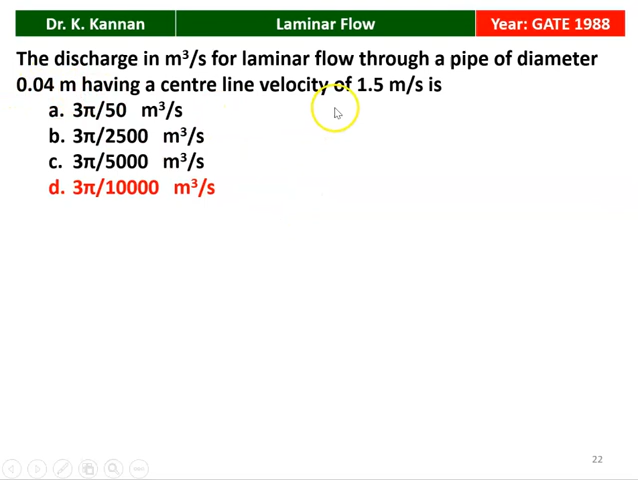 Dr. K. Kannan Laminar Flow Year: GATE 1988
The discharge in m³/s for laminar flow through a pipe of diameter
0.04 m having a centre line velocity of 1.5 m/s is
a. 3π/50 m³/s
b. 3π/2500 m³/s
c. 3π/5000 m³/s
d. 3π/10000 m³/s
22